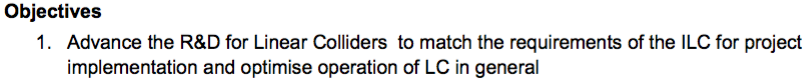 Objectives
1. Advance the R&D for Linear Colliders to match the requirements of the ILC for project
implementation and optimise operation of LC in general